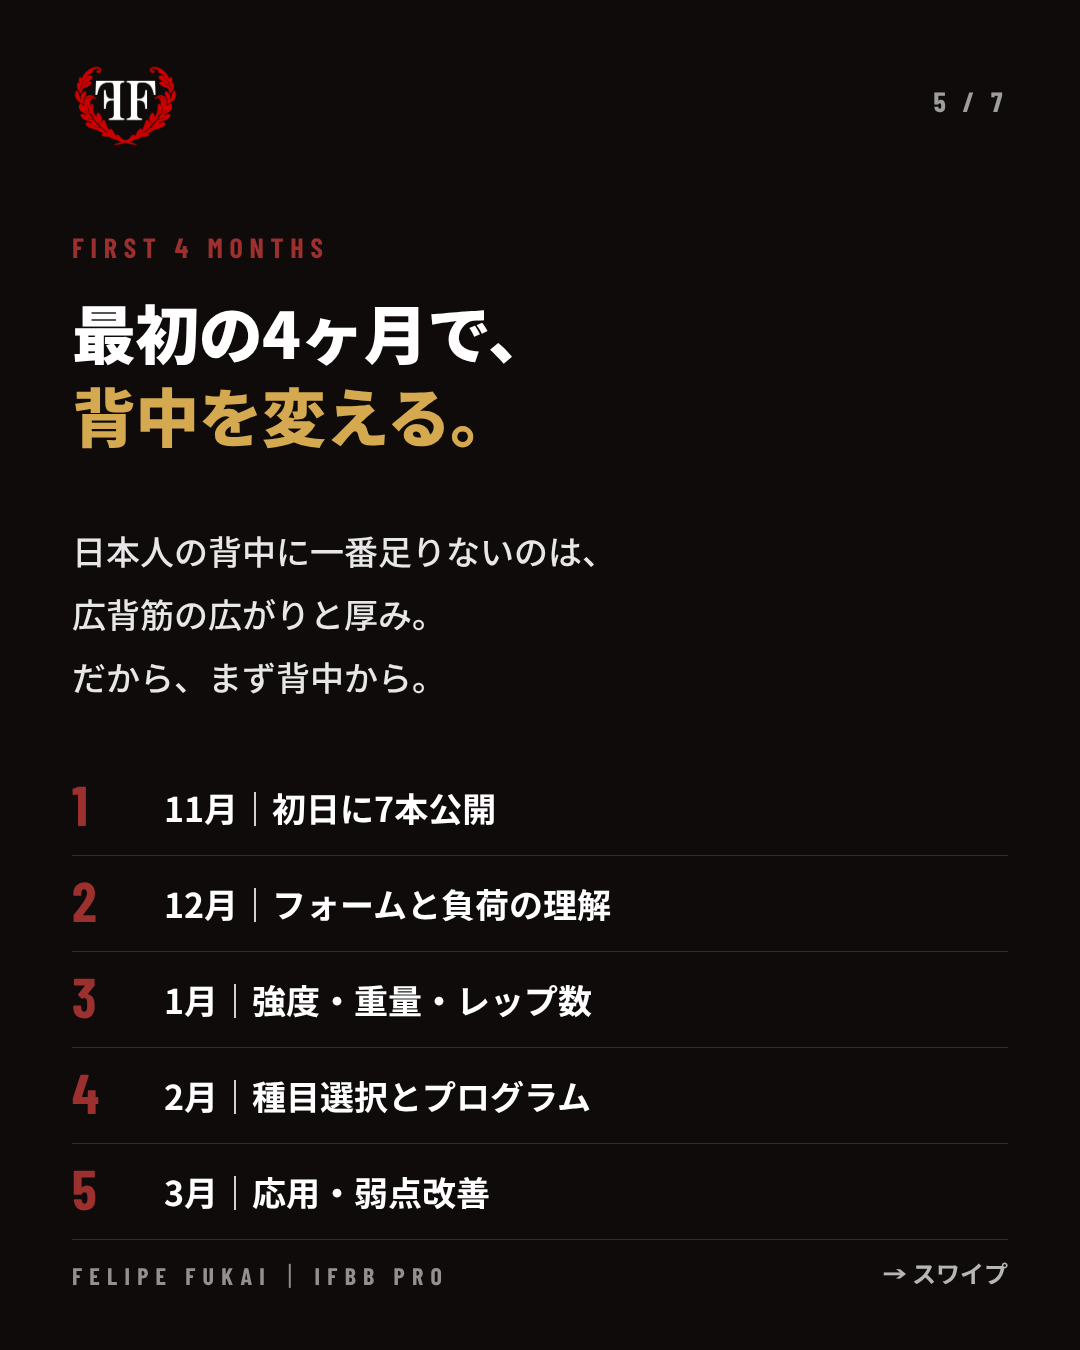 FF
5 / 7
FIRST 4 MONTHS
最初の4ヶ月で、
背中を変える。
日本人の背中に一番足りないのは、
広背筋の広がりと厚み。
だから、まず背中から。
1 11月｜初日に7本公開
2 12月｜フォームと負荷の理解
3 1月｜強度・重量・レップ数
4 2月｜種目選択とプログラム
5 3月｜応用・弱点改善
FELIPE FUKAI | IFBB PRO
→ スワイプ